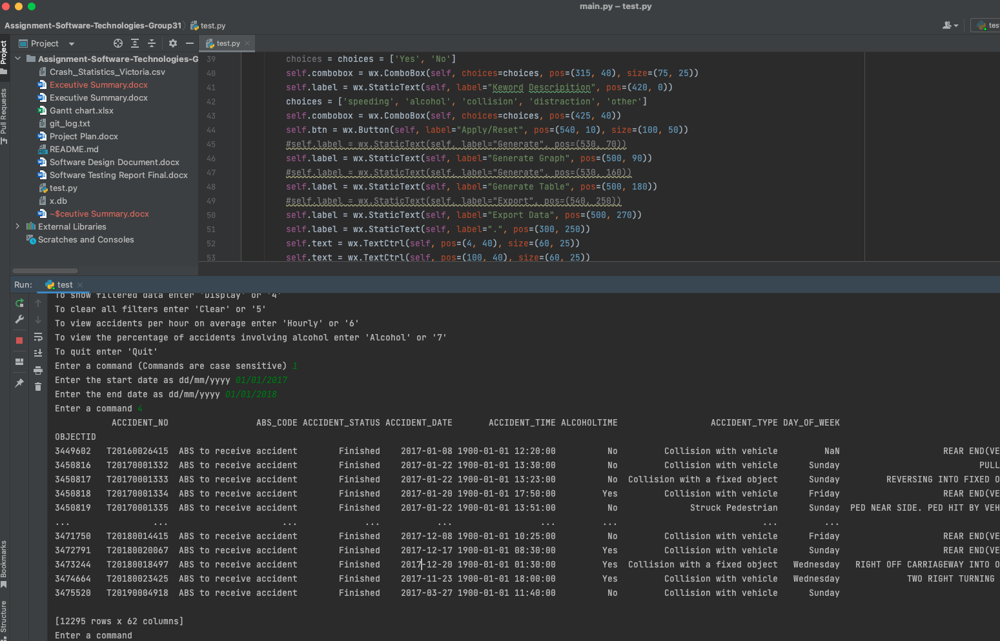 main.py – test.py
Assignment-Software-Technologies-Group31 test.py
tes
Project
Project
Pull Requests
Bookmarks
Structure
Assignment-Software-Technologies-G
Crash_Statistics_Victoria.csv
Exceutive Summary.docx
Executive Summary.docx
Gantt chart.xlsx
git_log.txt
Project Plan.docx
README.md
Software Design Document.docx
Software Testing Report Final.docx
test.py
x.db
~$ceutive Summary.docx
External Libraries
Scratches and Consoles
test.py
39 choices = choices = ['Yes', 'No']
40 self.combobox = wx.ComboBox(self, choices=choices, pos=(315, 40), size=(75, 25))
41 self.label = wx.StaticText(self, label="Keword Descripition", pos=(420, 0))
42 choices = ['speeding', 'alcohol', 'collision', 'distraction', 'other']
43 self.combobox = wx.ComboBox(self, choices=choices, pos=(425, 40))
44 self.btn = wx.Button(self, label="Apply/Reset", pos=(540, 10), size=(100, 50))
45 #self.label = wx.StaticText(self, label="Generate", pos=(530, 70))
46 self.label = wx.StaticText(self, label="Generate Graph", pos=(500, 90))
47 #self.label = wx.StaticText(self, label="Generate", pos=(530, 160))
48 self.label = wx.StaticText(self, label="Generate Table", pos=(500, 180))
49 #self.label = wx.StaticText(self, label="Export", pos=(540, 250))
50 self.label = wx.StaticText(self, label="Export Data", pos=(500, 270))
51 self.label = wx.StaticText(self, label=".", pos=(300, 250))
52 self.text = wx.TextCtrl(self, pos=(4, 40), size=(60, 25))
53 self.text = wx.TextCtrl(self, pos=(100, 40), size=(60, 25))
Run: test
To show filtered data enter 'Display' or '4'
To clear all filters enter 'Clear' or '5'
To view accidents per hour on average enter 'Hourly' or '6'
To view the percentage of accidents involving alcohol enter 'Alcohol' or '7'
To quit enter 'Quit'
Enter a command (Commands are case sensitive) 1
Enter the start date as dd/mm/yyyy 01/01/2017
Enter the end date as dd/mm/yyyy 01/01/2018
Enter a command 4
ACCIDENT_NO ABS_CODE ACCIDENT_STATUS ACCIDENT_DATE ACCIDENT_TIME ALCOHOLTIME ACCIDENT_TYPE DAY_OF_WEEK
OBJECTID
3449602 T20160026415 ABS to receive accident Finished 2017-01-08 1900-01-01 12:20:00 No Collision with vehicle NaN REAR END(VE
3450816 T20170001332 ABS to receive accident Finished 2017-01-22 1900-01-01 13:30:00 No Collision with vehicle Sunday PULL
3450817 T20170001333 ABS to receive accident Finished 2017-01-22 1900-01-01 13:23:00 No Collision with a fixed object Sunday REVERSING INTO FIXED O
3450818 T20170001334 ABS to receive accident Finished 2017-01-20 1900-01-01 17:50:00 Yes Collision with vehicle Friday REAR END(VE
3450819 T20170001335 ABS to receive accident Finished 2017-01-22 1900-01-01 13:51:00 No Struck Pedestrian Sunday PED NEAR SIDE. PED HIT BY VEH
... ... ... ... ... ... ... ... ...
3471750 T20180014415 ABS to receive accident Finished 2017-12-08 1900-01-01 10:25:00 No Collision with vehicle Friday REAR END(VE
3472791 T20180020067 ABS to receive accident Finished 2017-12-17 1900-01-01 08:30:00 Yes Collision with vehicle Sunday REAR END(VE
3473244 T20180018497 ABS to receive accident Finished 2017-12-20 1900-01-01 01:30:00 Yes Collision with a fixed object Wednesday RIGHT OFF CARRIAGEWAY INTO O
3474664 T20180023425 ABS to receive accident Finished 2017-11-23 1900-01-01 18:00:00 Yes Collision with vehicle Wednesday TWO RIGHT TURNING
3475520 T20190004918 ABS to receive accident Finished 2017-03-27 1900-01-01 11:40:00 No Collision with vehicle Sunday
[12295 rows x 62 columns]
Enter a command